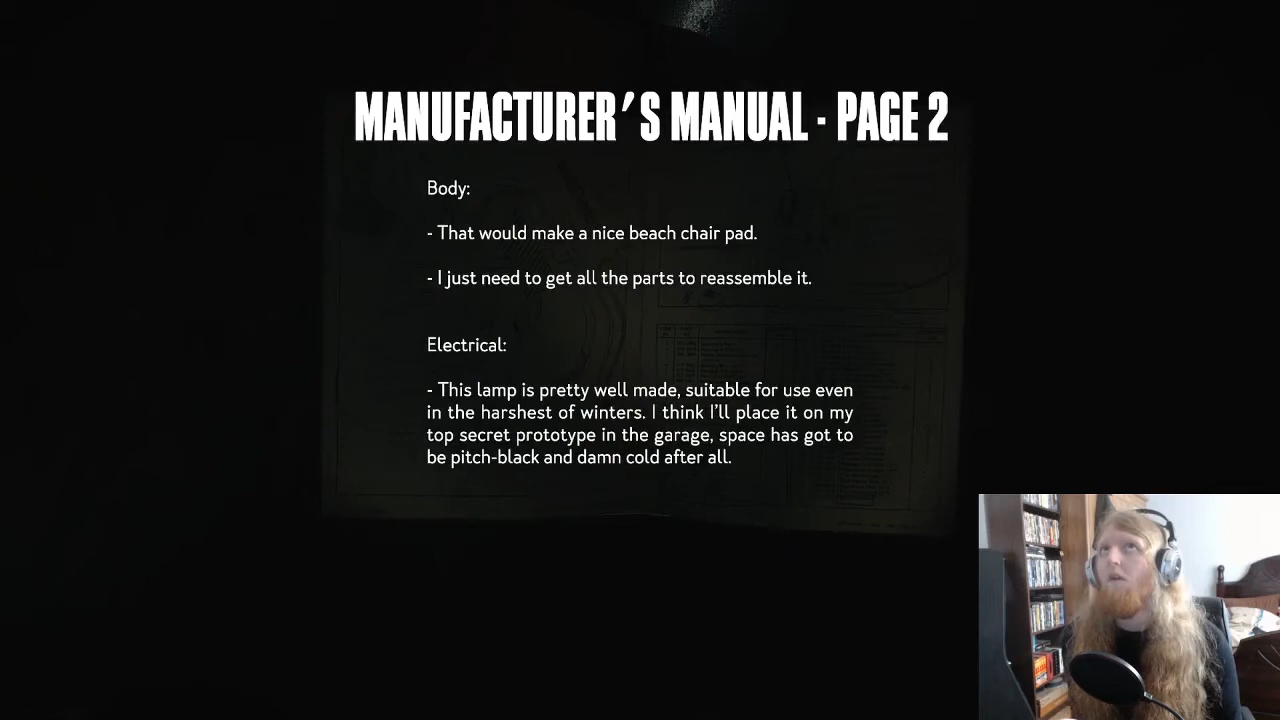 MANUFACTURER'S MANUAL - PAGE 2
Body:
- That would make a nice beach chair pad.
- I just need to get all the parts to reassemble it.
Electrical:
- This lamp is pretty well made, suitable for use even
in the harshest of winters. I think I'll place it on my
top secret prototype in the garage, space has got to
be pitch-black and damn cold after all.